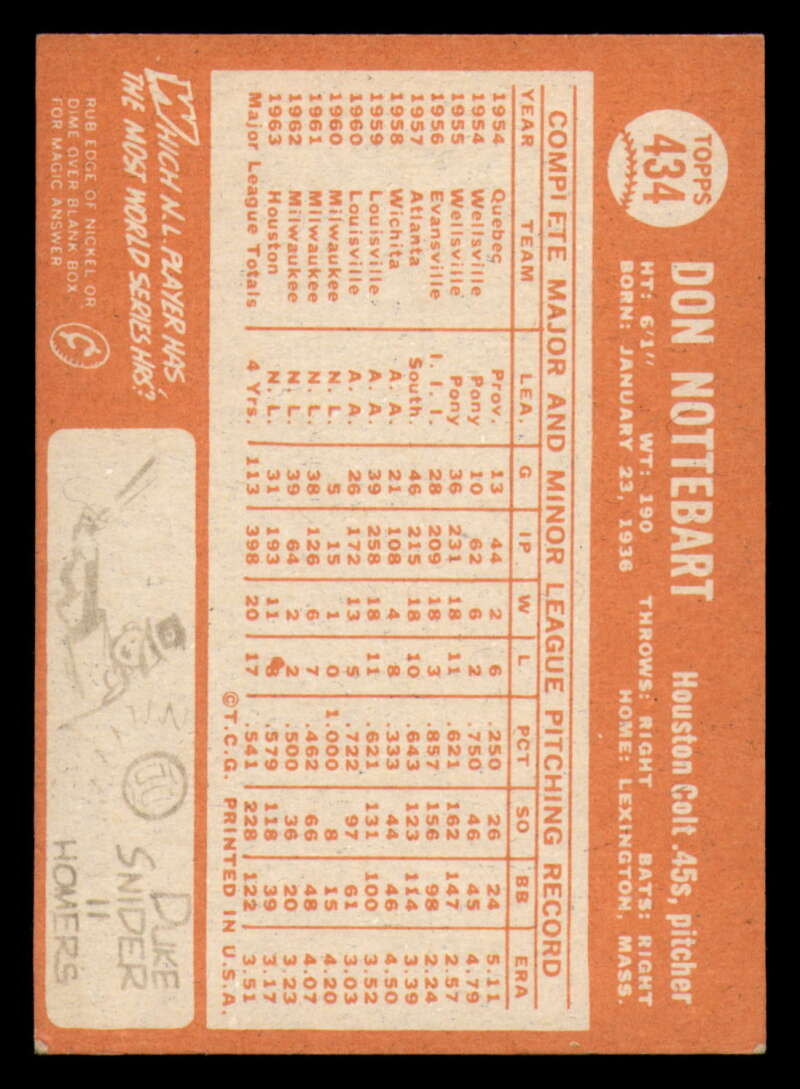 TOPPS
434
DON NOTTEBART Houston Colt .45s, pitcher
HT: 6'1" WT: 190 THROWS: RIGHT BATS: RIGHT
BORN: JANUARY 23, 1936 HOME: LEXINGTON, MASS.
COMPLETE MAJOR AND MINOR LEAGUE PITCHING RECORD
YEAR TEAM LEA. G IP W L PCT SO BB ERA
1954 Quebec Prov. 13 44 2 6 .250 26 24 5.11
1954 Wellsville Pony 10 62 6 2 .750 46 45 4.79
1955 Wellsville Pony 36 231 18 11 .621 162 147 2.57
1956 Evansville I. I. I. 28 209 18 3 .857 156 98 2.24
1957 Atlanta South. 46 215 18 10 .643 123 114 3.39
1958 Wichita A. A. 21 108 4 8 .333 44 46 4.50
1959 Louisville A. A. 39 258 18 11 .621 131 100 3.52
1960 Louisville A. A. 26 172 13 5 .722 97 61 3.03
1960 Milwaukee N. L. 5 15 1 0 1.000 8 15 4.20
1961 Milwaukee N. L. 38 126 6 7 .462 66 48 4.07
1962 Milwaukee N. L. 39 64 2 2 .500 36 20 3.23
1963 Houston N. L. 31 193 11 8 .579 118 39 3.17
Major League Totals 4 Yrs. 113 398 20 17 .541 228 122 3.51
©T.C.G. PRINTED IN U.S.A.
WHICH N.L. PLAYER HAS
THE MOST WORLD SERIES HRS?
RUB EDGE OF NICKEL OR
DIME OVER BLANK BOX
FOR MAGIC ANSWER
DUKE
SNIDER
11
HOMERS